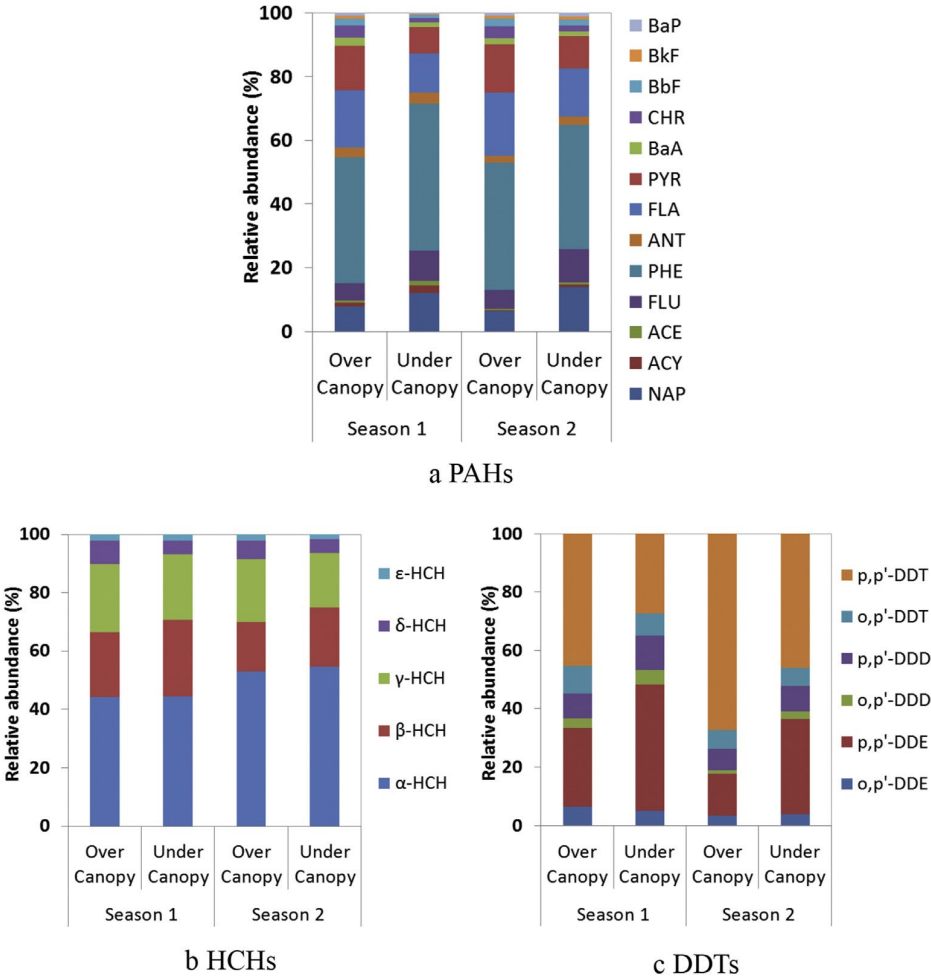 Relative abundance (%)
100
80
60
40
20
0
Over Canopy
Under Canopy
Over Canopy
Under Canopy
Season 1
Season 2
BaP
BkF
BbF
CHR
BaA
PYR
FLA
ANT
PHE
FLU
ACE
ACY
NAP
a PAHs
Relative abundance (%)
100
80
60
40
20
0
Over Canopy
Under Canopy
Over Canopy
Under Canopy
Season 1
Season 2
ε-HCH
δ-HCH
γ-HCH
β-HCH
α-HCH
b HCHs
Relative abundance (%)
100
80
60
40
20
0
Over Canopy
Under Canopy
Over Canopy
Under Canopy
Season 1
Season 2
p,p'-DDT
o,p'-DDT
p,p'-DDD
o,p'-DDD
p,p'-DDE
o,p'-DDE
c DDTs